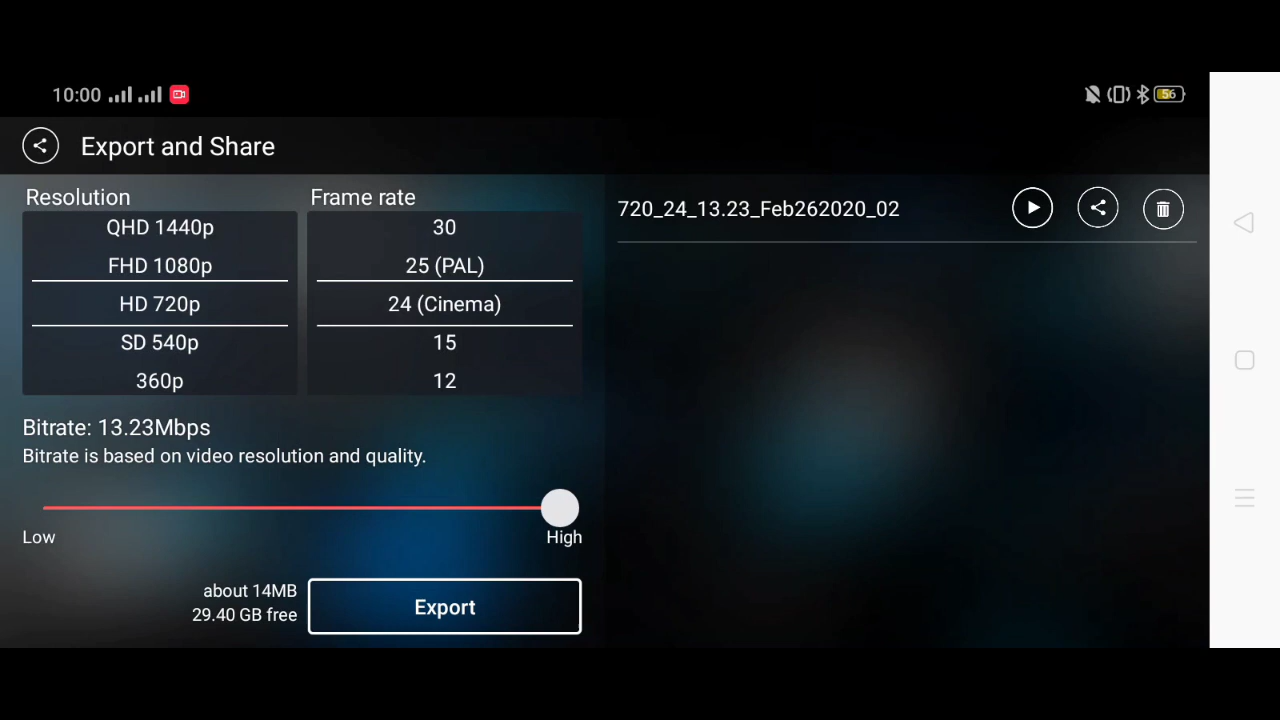 10:00
56
Export and Share
Resolution
QHD 1440p
FHD 1080p
HD 720p
SD 540p
360p
Frame rate
30
25 (PAL)
24 (Cinema)
15
12
Bitrate: 13.23Mbps
Bitrate is based on video resolution and quality.
Low
High
about 14MB
29.40 GB free
Export
720_24_13.23_Feb262020_02